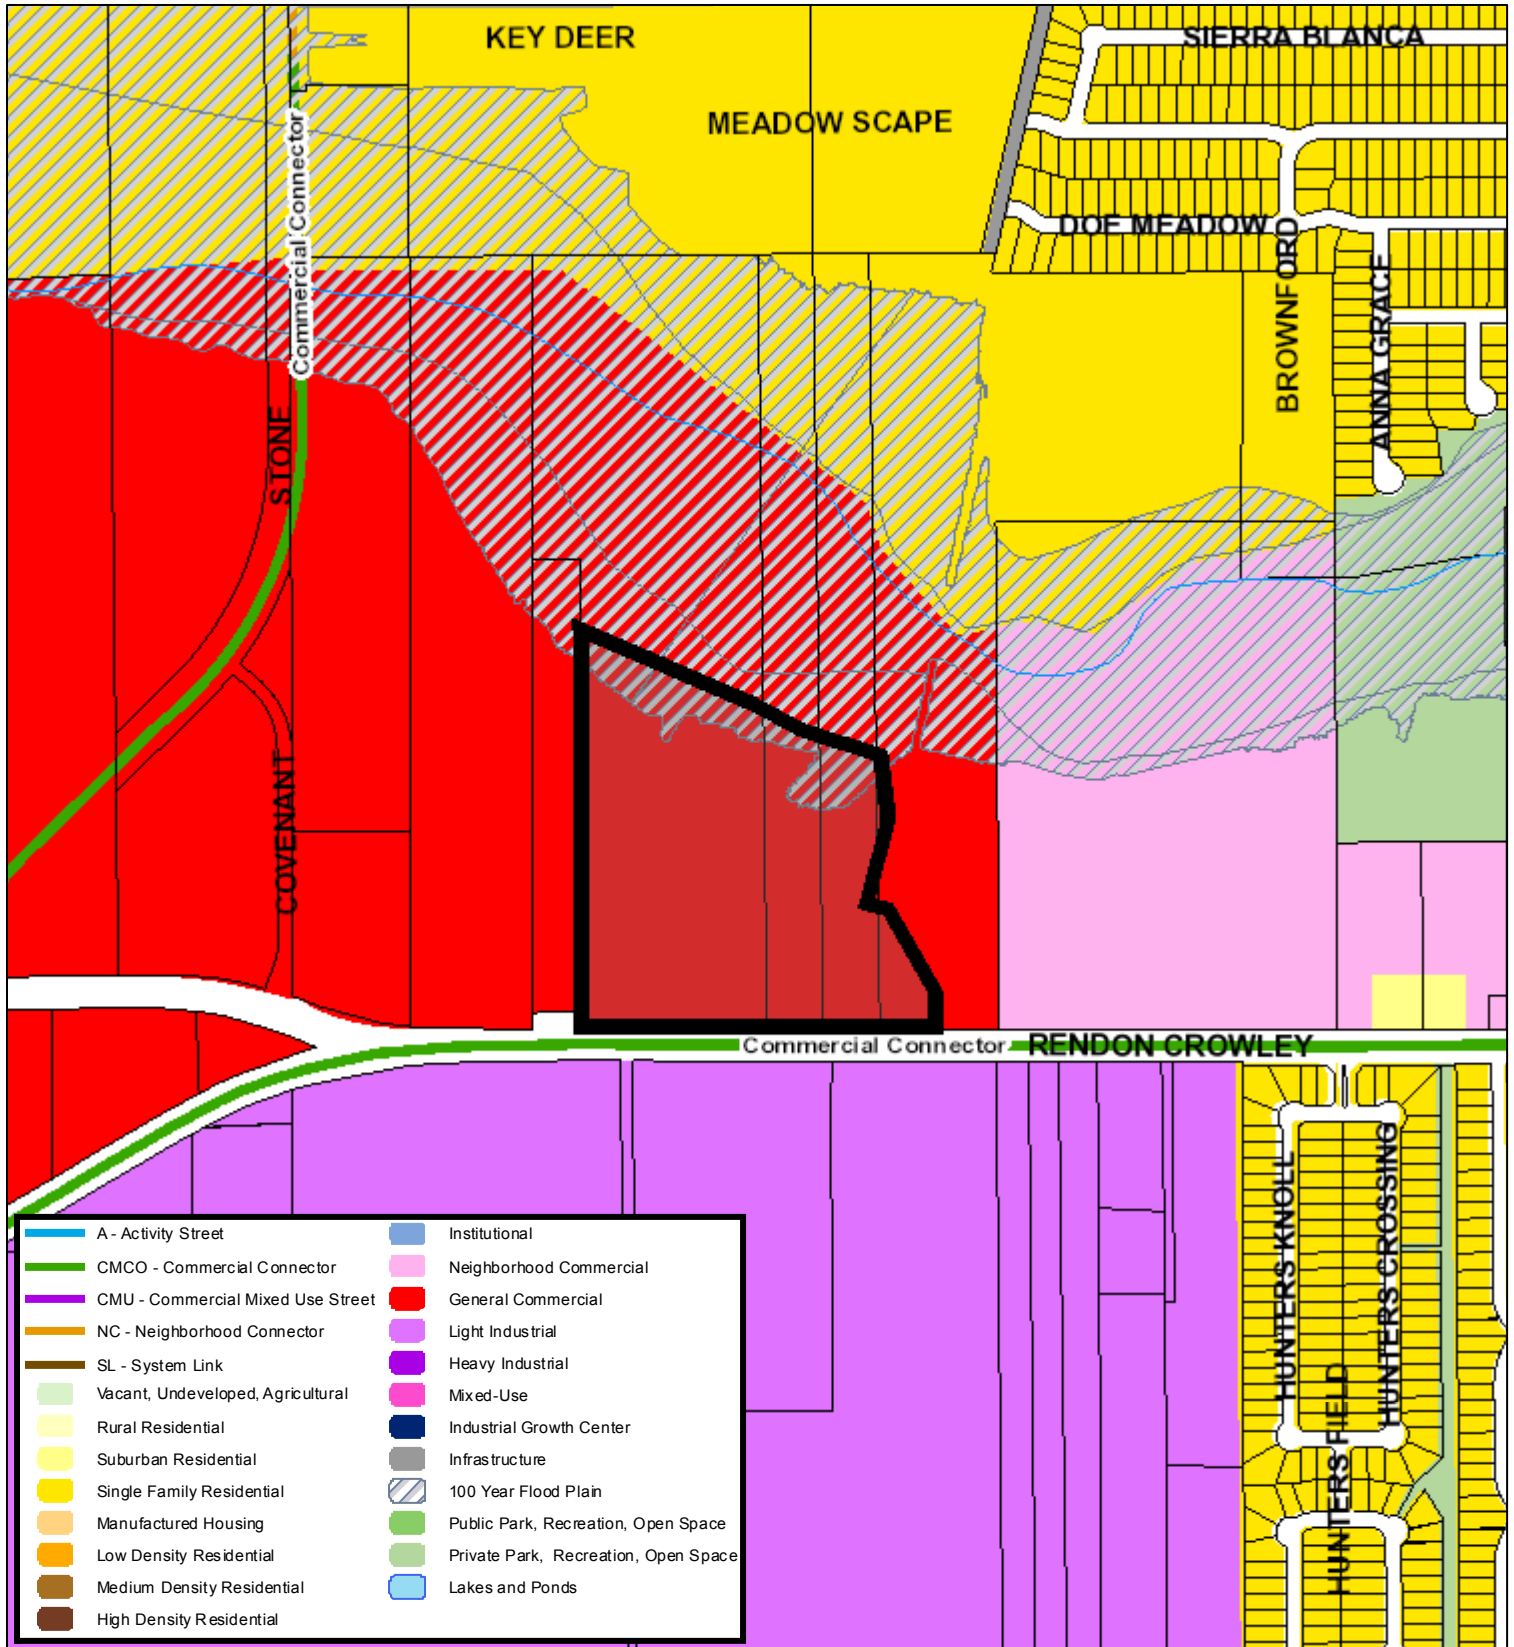 KEY DEER
SIERRA BLANCA
MEADOW SCAPE
Commercial Connector
DOE MEADOW
BROWNFORD
ANNA GRACE
STONE
COVENANT
Commercial Connector
RENDON CROWLEY
HUNTERS KNOLL
HUNTERS CROSSING
HUNTERS FIELD
A - Activity Street
CMCO - Commercial Connector
CMU - Commercial Mixed Use Street
NC - Neighborhood Connector
SL - System Link
Vacant, Undeveloped, Agricultural
Rural Residential
Suburban Residential
Single Family Residential
Manufactured Housing
Low Density Residential
Medium Density Residential
High Density Residential
Institutional
Neighborhood Commercial
General Commercial
Light Industrial
Heavy Industrial
Mixed-Use
Industrial Growth Center
Infrastructure
100 Year Flood Plain
Public Park, Recreation, Open Space
Private Park, Recreation, Open Space
Lakes and Ponds